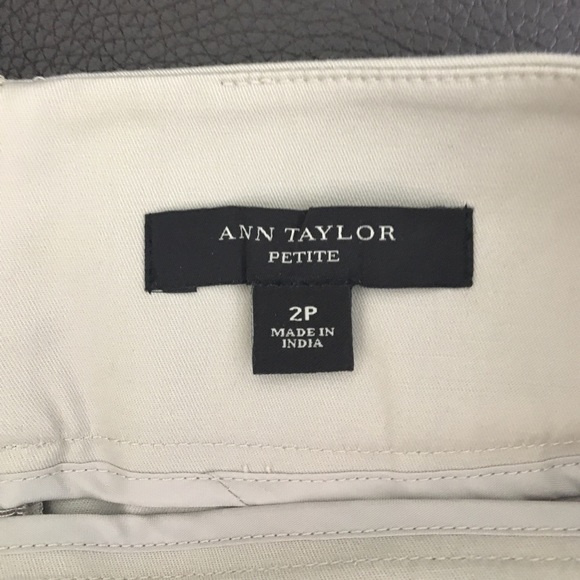 ANN TAYLOR
PETITE
2P
MADE IN
INDIA